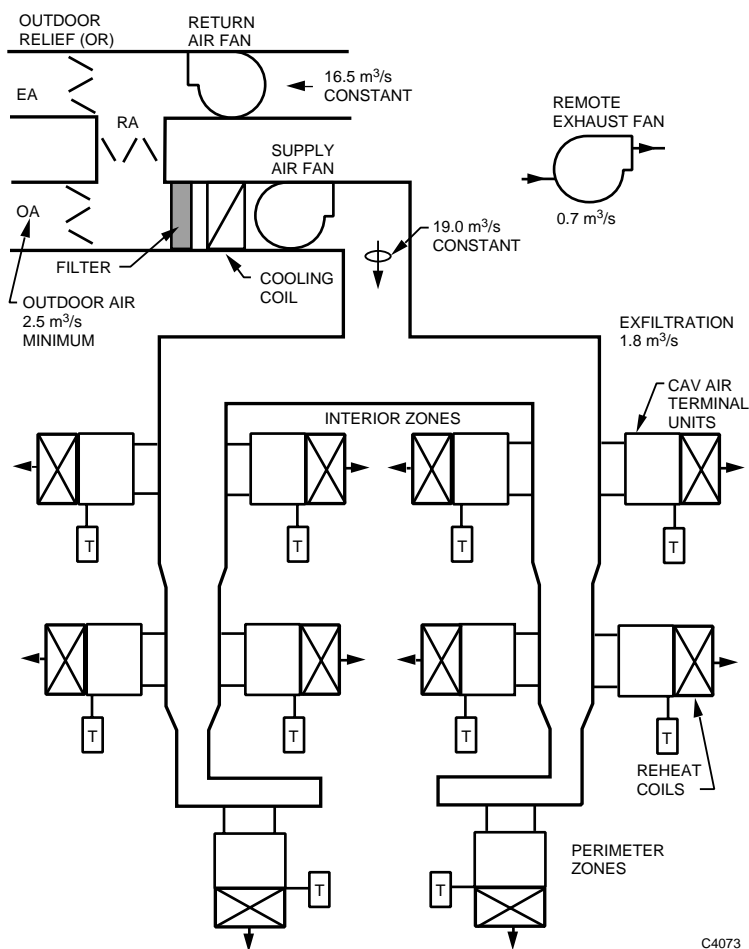 OUTDOOR
RELIEF (OR)
RETURN
AIR FAN
16.5 m³/s
CONSTANT
EA
RA
REMOTE
EXHAUST FAN
SUPPLY
AIR FAN
OA
0.7 m³/s
19.0 m³/s
CONSTANT
FILTER
COOLING
COIL
OUTDOOR AIR
2.5 m³/s
MINIMUM
EXFILTRATION
1.8 m³/s
CAV AIR
TERMINAL
UNITS
INTERIOR ZONES
T
T
T
T
T
T
T
T
REHEAT
COILS
PERIMETER
ZONES
T
T
C4073